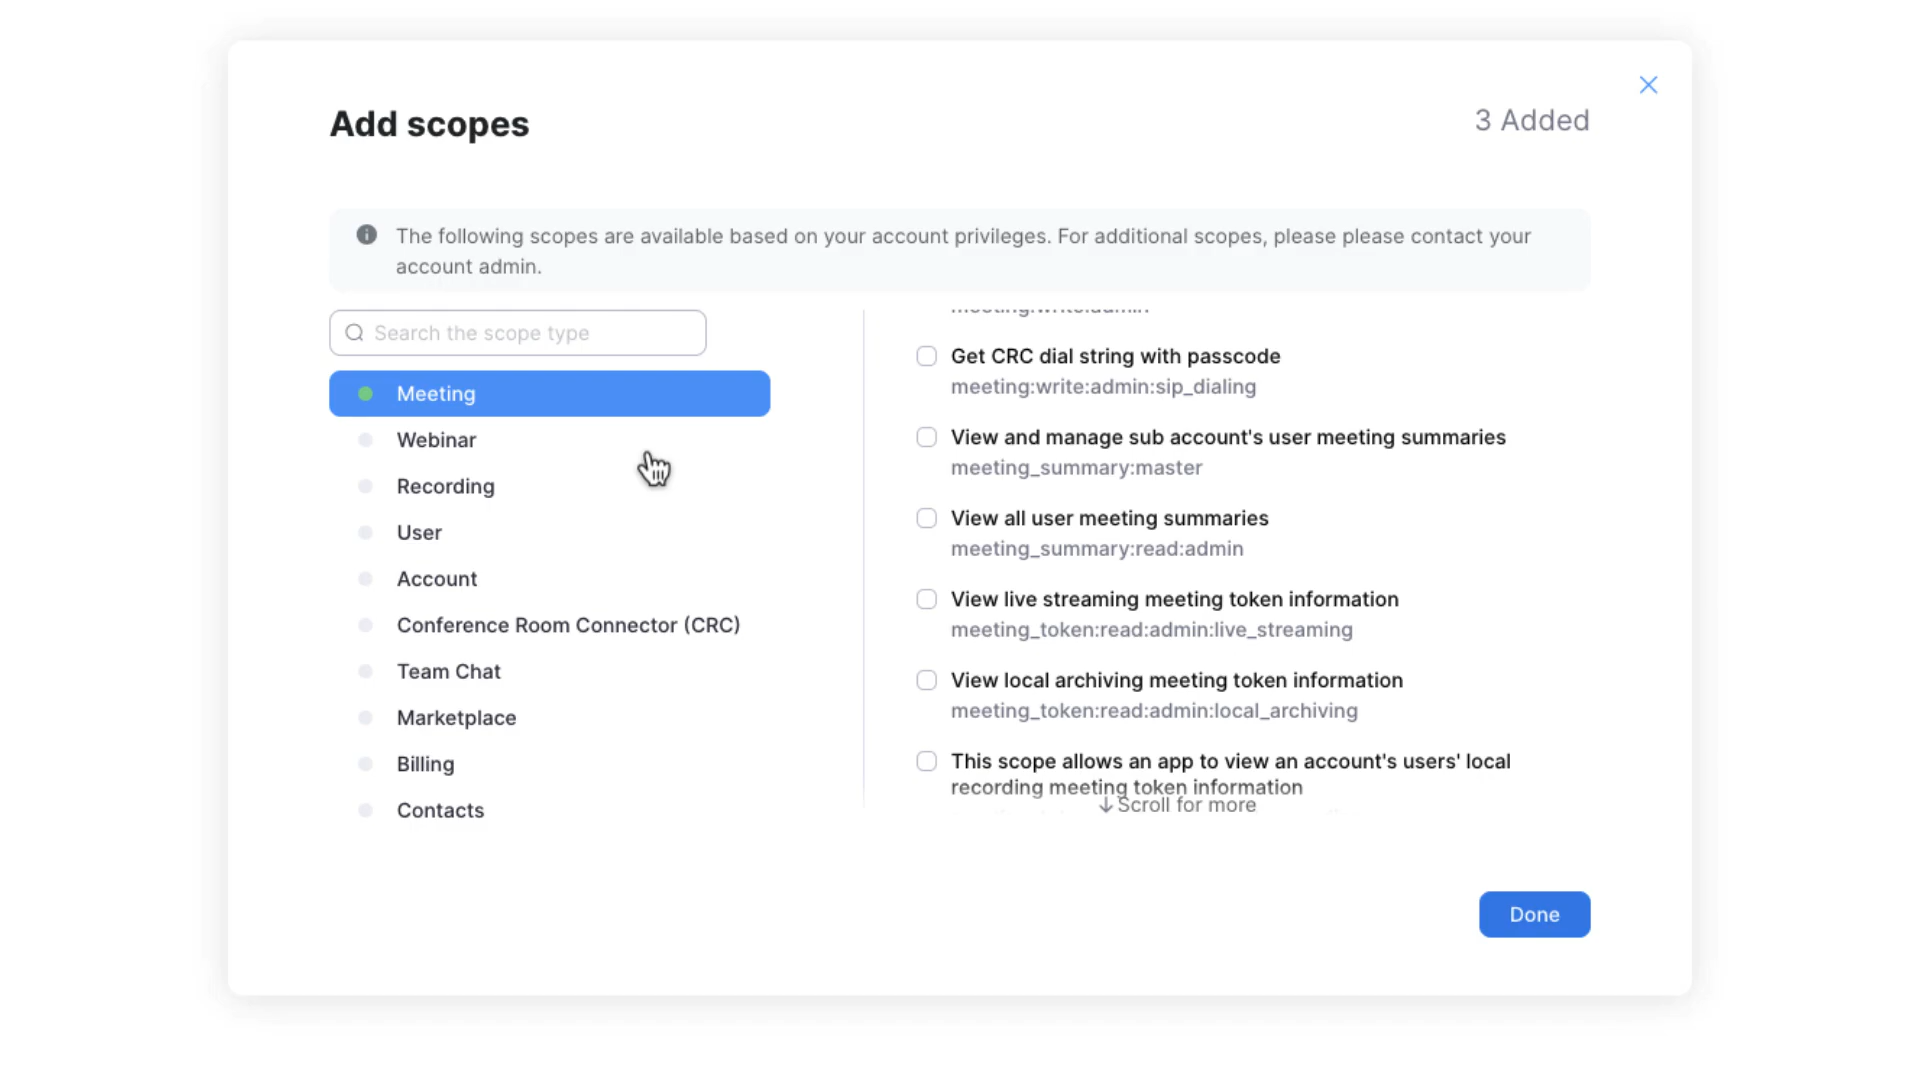 Add scopes
3 Added
The following scopes are available based on your account privileges. For additional scopes, please please contact your
account admin.
Search the scope type
Meeting
Webinar
Recording
User
Account
Conference Room Connector (CRC)
Team Chat
Marketplace
Billing
Contacts
meeting:write:admin
Get CRC dial string with passcode
meeting:write:admin:sip_dialing
View and manage sub account's user meeting summaries
meeting_summary:master
View all user meeting summaries
meeting_summary:read:admin
View live streaming meeting token information
meeting_token:read:admin:live_streaming
View local archiving meeting token information
meeting_token:read:admin:local_archiving
This scope allows an app to view an account's users' local
recording meeting token information
Scroll for more
Done